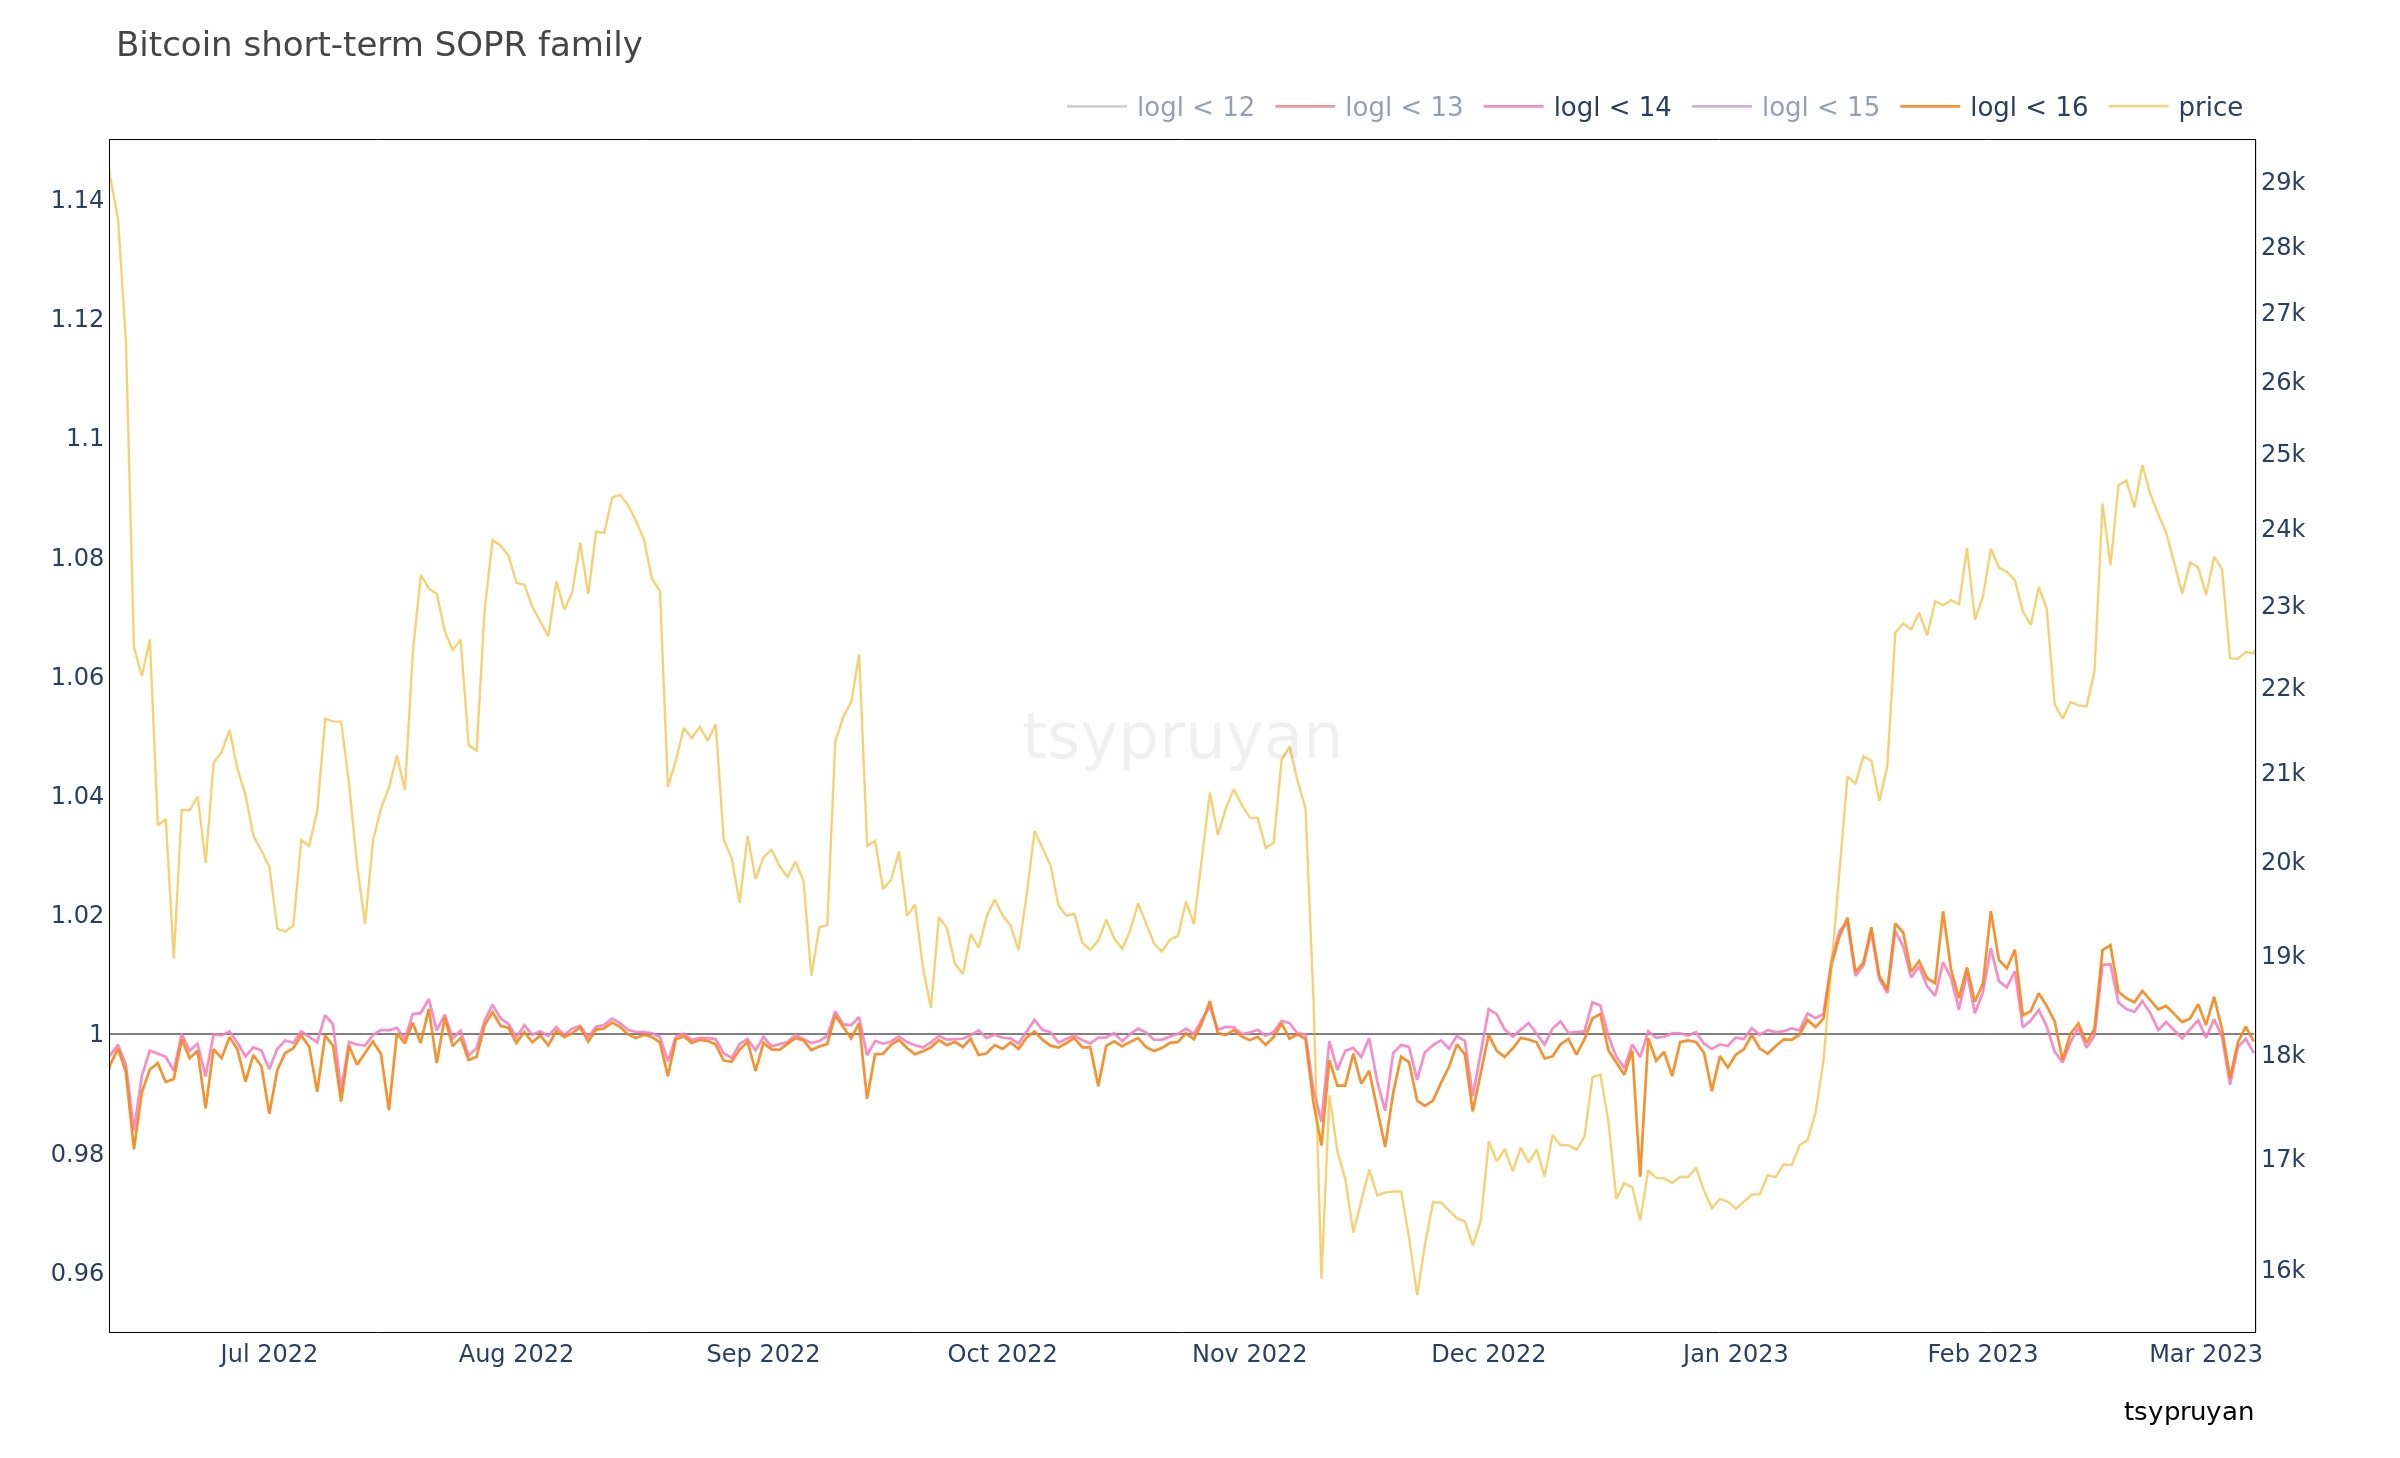 Bitcoin short-term SOPR family
logl < 12 logl < 13 logl < 14 logl < 15 logl < 16 price
1.14
1.12
1.1
1.08
1.06
1.04
1.02
1
0.98
0.96
29k
28k
27k
26k
25k
24k
23k
22k
21k
20k
19k
18k
17k
16k
tsypruyan
Jul 2022 Aug 2022 Sep 2022 Oct 2022 Nov 2022 Dec 2022 Jan 2023 Feb 2023 Mar 2023
tsypruyan